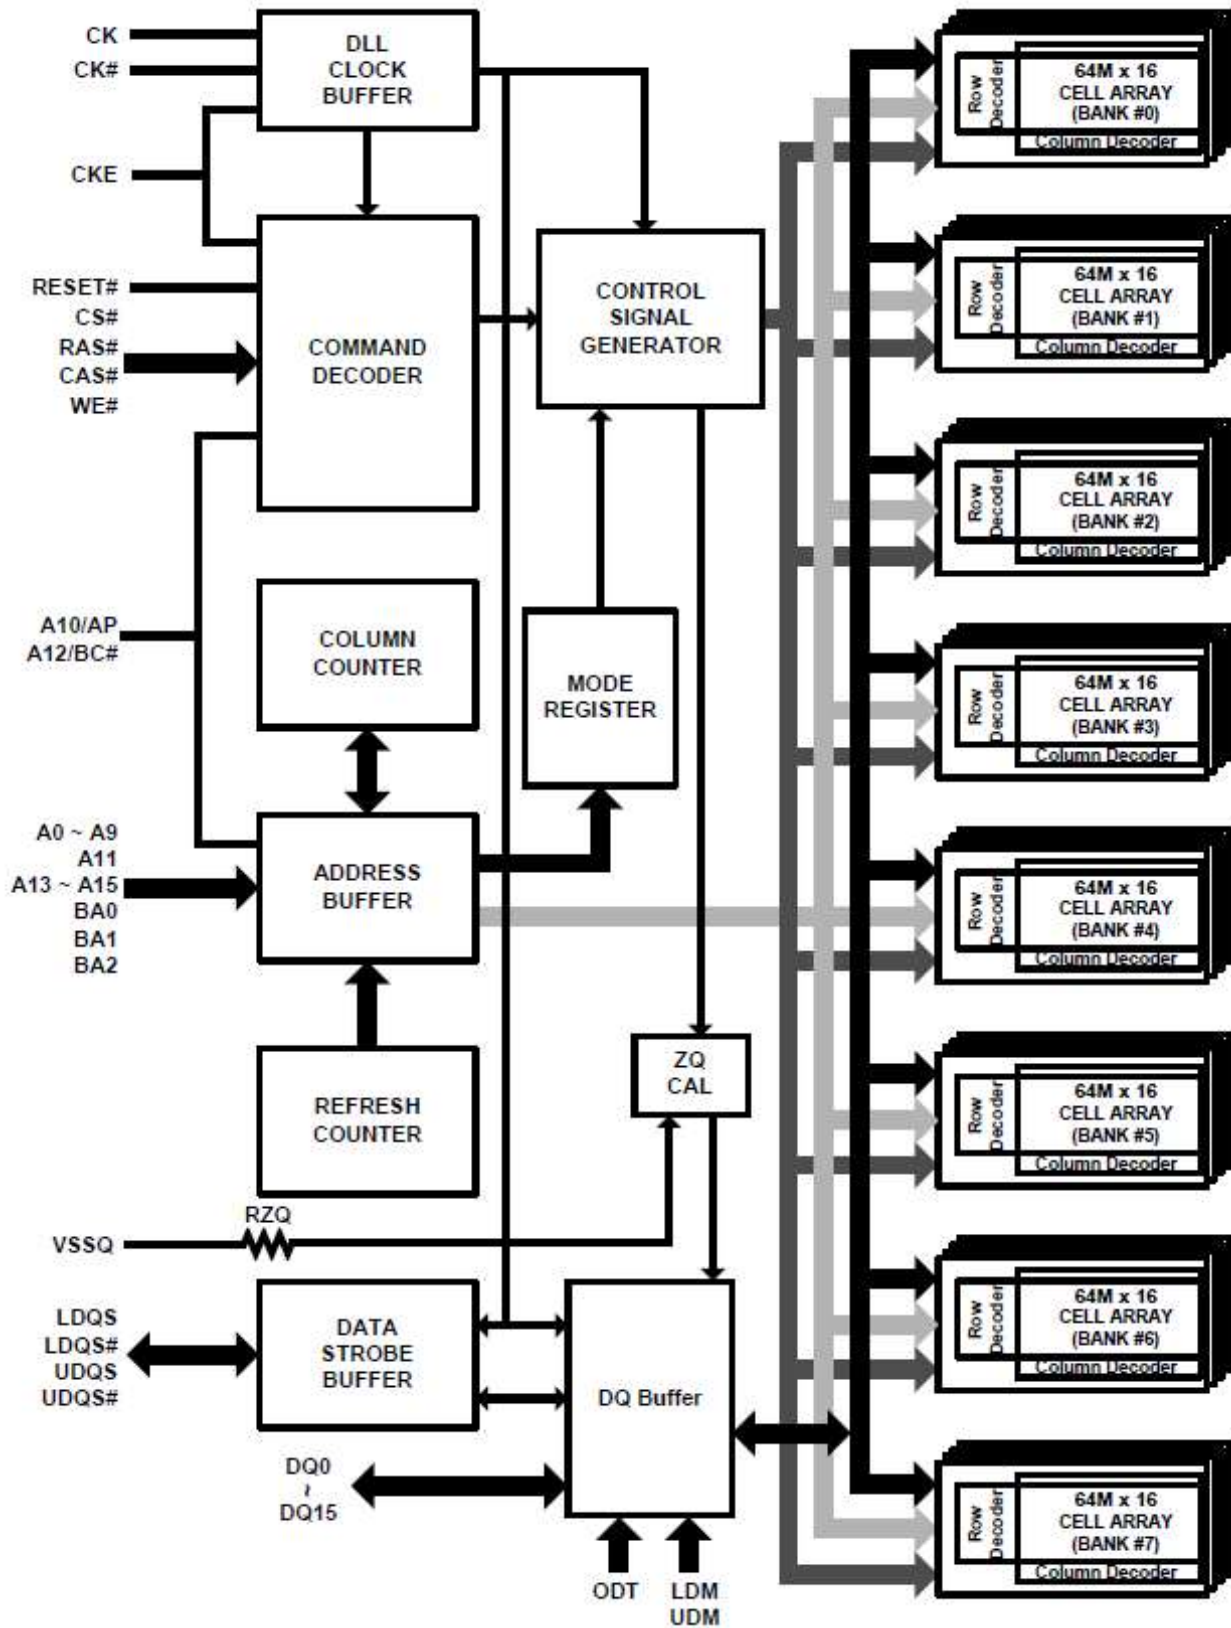 CK
CK#
CKE
RESET#
CS#
RAS#
CAS#
WE#
A10/AP
A12/BC#
A0 ~ A9
A11
A13 ~ A15
BA0
BA1
BA2
VSSQ
RZQ
LDQS
LDQS#
UDQS
UDQS#
DQ0
~
DQ15
DLL
CLOCK
BUFFER
COMMAND
DECODER
COLUMN
COUNTER
ADDRESS
BUFFER
REFRESH
COUNTER
DATA
STROBE
BUFFER
CONTROL
SIGNAL
GENERATOR
MODE
REGISTER
ZQ
CAL
DQ Buffer
ODT
LDM
UDM
Row
Decoder
64M x 16
CELL ARRAY
(BANK #0)
Column Decoder
Row
Decoder
64M x 16
CELL ARRAY
(BANK #1)
Column Decoder
Row
Decoder
64M x 16
CELL ARRAY
(BANK #2)
Column Decoder
Row
Decoder
64M x 16
CELL ARRAY
(BANK #3)
Column Decoder
Row
Decoder
64M x 16
CELL ARRAY
(BANK #4)
Column Decoder
Row
Decoder
64M x 16
CELL ARRAY
(BANK #5)
Column Decoder
Row
Decoder
64M x 16
CELL ARRAY
(BANK #6)
Column Decoder
Row
Decoder
64M x 16
CELL ARRAY
(BANK #7)
Column Decoder